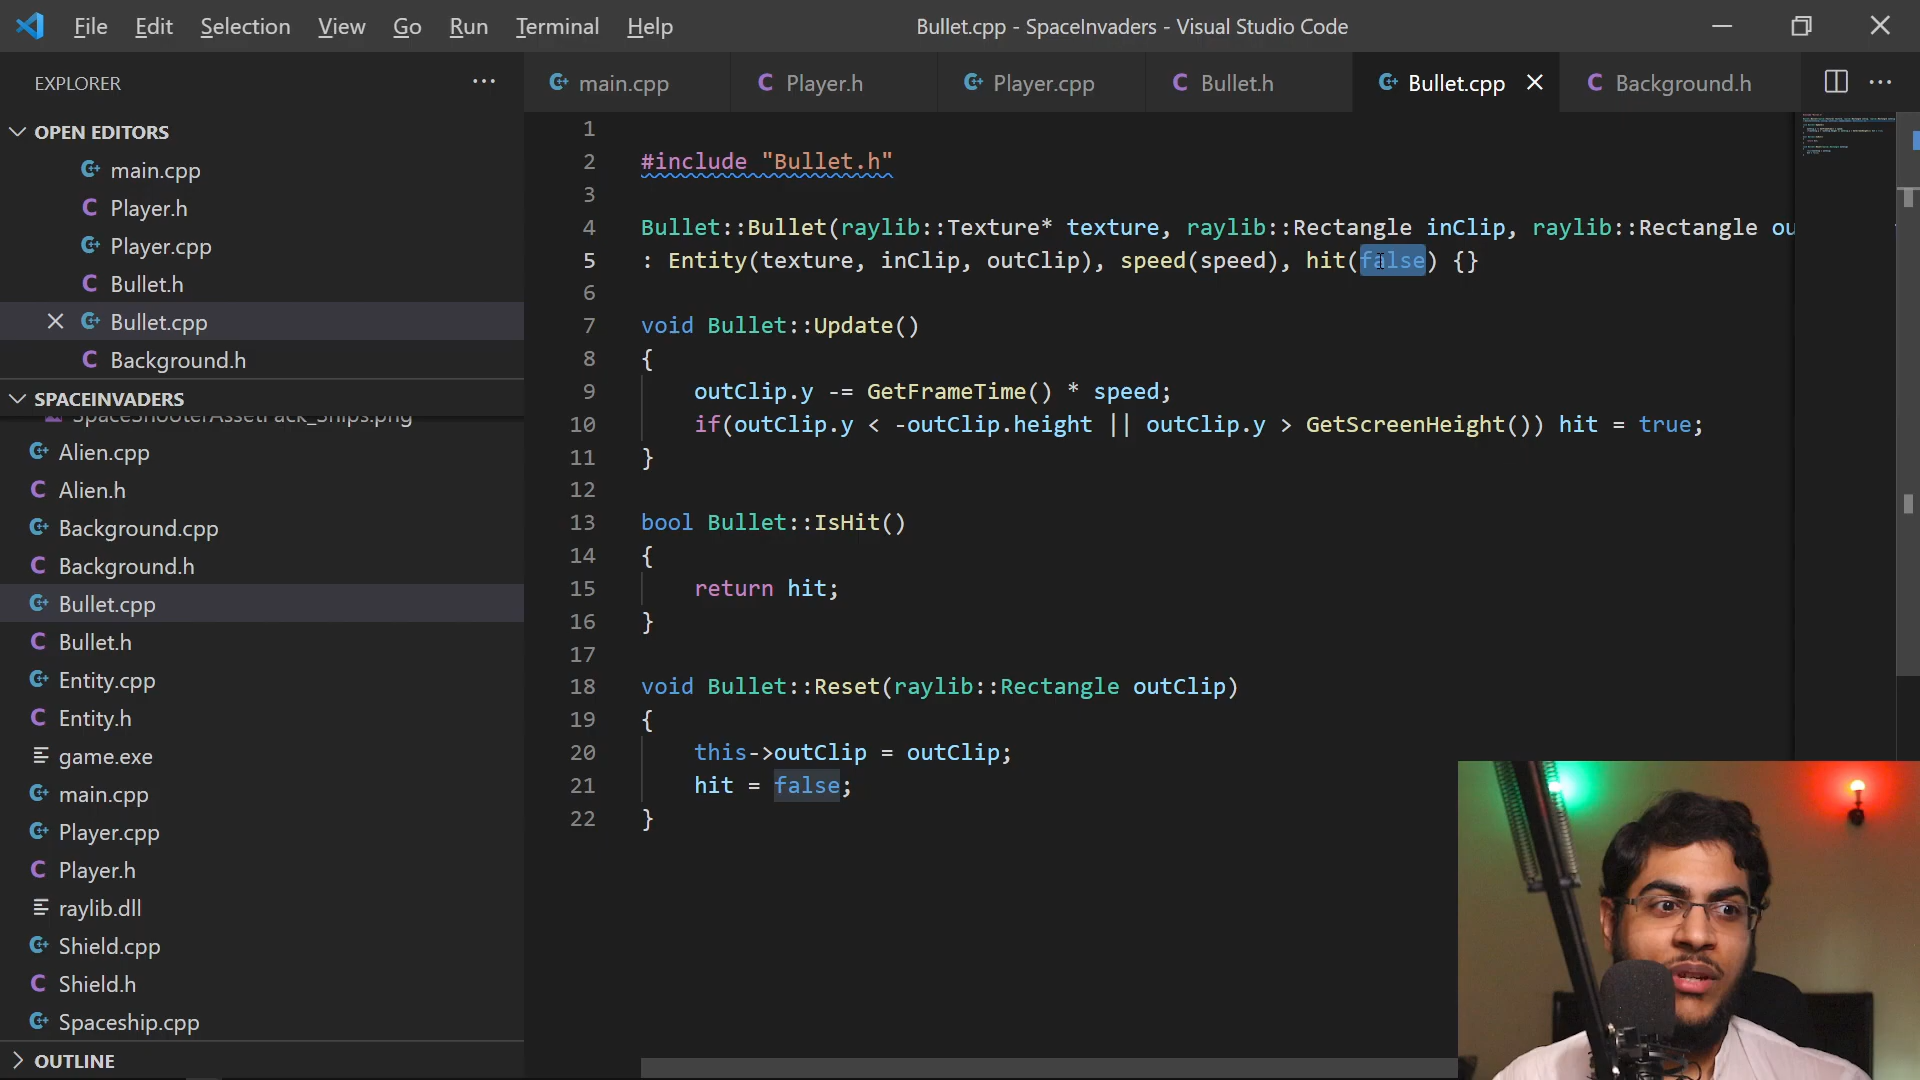 File Edit Selection View Go Run Terminal Help
Bullet.cpp - SpaceInvaders - Visual Studio Code
EXPLORER
main.cpp
Player.h
Player.cpp
Bullet.h
Bullet.cpp
Background.h
OPEN EDITORS
main.cpp
Player.h
Player.cpp
Bullet.h
Bullet.cpp
Background.h
SPACEINVADERS
SpaceShooterAssetPack_Ships.png
Alien.cpp
Alien.h
Background.cpp
Background.h
Bullet.cpp
Bullet.h
Entity.cpp
Entity.h
game.exe
main.cpp
Player.cpp
Player.h
raylib.dll
Shield.cpp
Shield.h
Spaceship.cpp
OUTLINE
1
2 #include "Bullet.h"
3
4 Bullet::Bullet(raylib::Texture* texture, raylib::Rectangle inClip, raylib::Rectangle ou
5 : Entity(texture, inClip, outClip), speed(speed), hit(false) {}
6
7 void Bullet::Update()
8 {
9 outClip.y -= GetFrameTime() * speed;
10 if(outClip.y < -outClip.height || outClip.y > GetScreenHeight()) hit = true;
11 }
12
13 bool Bullet::IsHit()
14 {
15 return hit;
16 }
17
18 void Bullet::Reset(raylib::Rectangle outClip)
19 {
20 this->outClip = outClip;
21 hit = false;
22 }